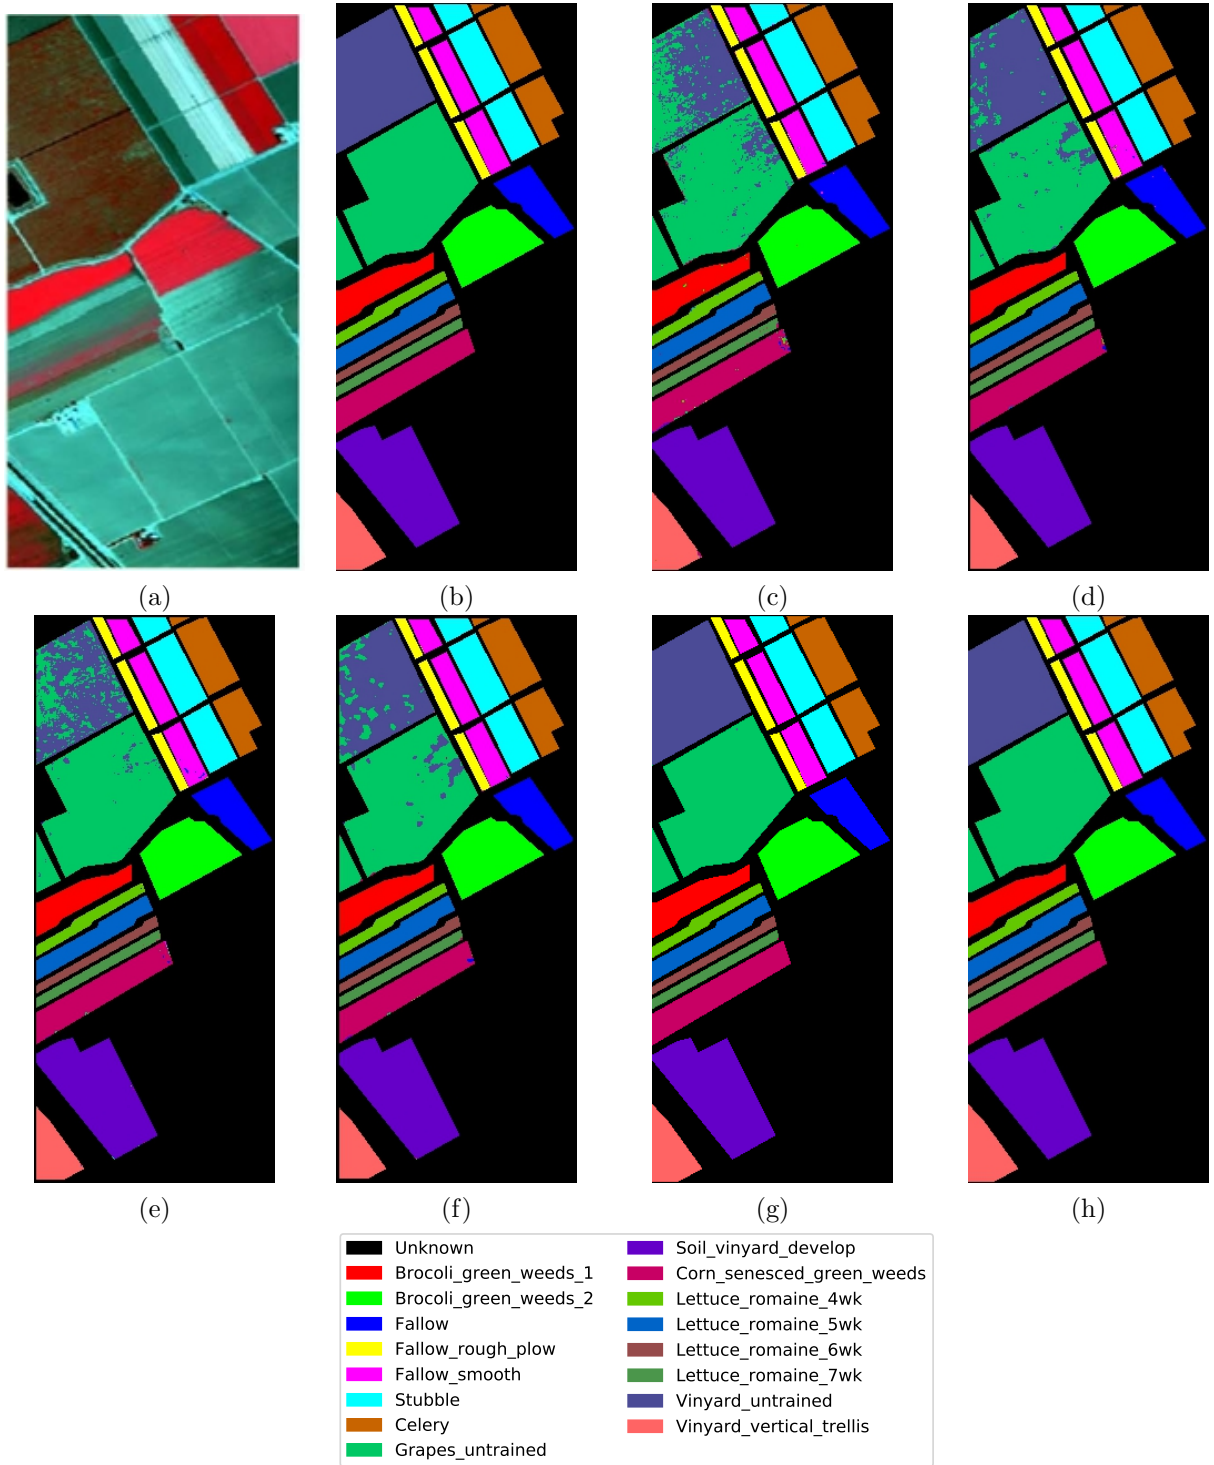 (a) (b) (c) (d)
(e) (f) (g) (h)
Unknown
Brocoli_green_weeds_1
Brocoli_green_weeds_2
Fallow
Fallow_rough_plow
Fallow_smooth
Stubble
Celery
Grapes_untrained
Soil_vinyard_develop
Corn_senesced_green_weeds
Lettuce_romaine_4wk
Lettuce_romaine_5wk
Lettuce_romaine_6wk
Lettuce_romaine_7wk
Vinyard_untrained
Vinyard_vertical_trellis